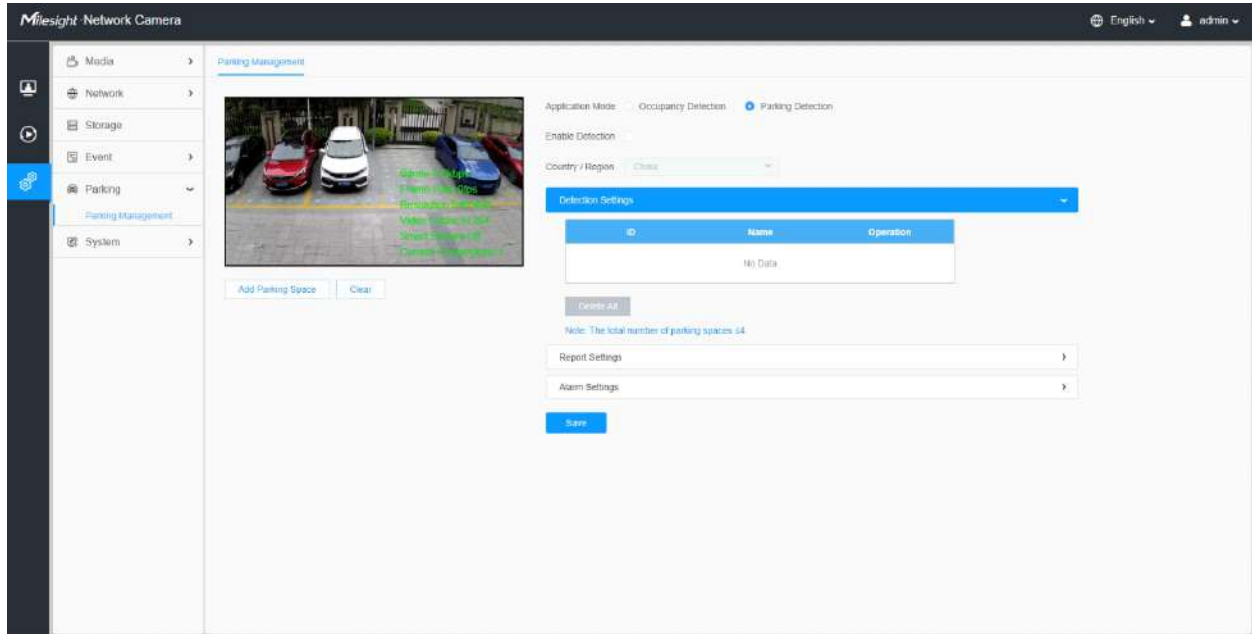 Milesight Network Camera
English
admin
Media
Network
Storage
Event
Parking
Parking Management
System
Parking Management
Add Parking Space
Clear
Application Mode Occupancy Detection Parking Detection
Enable Detection
Country / Region China
Detection Settings
ID Name Operation
No Data
Delete All
Note: The total number of parking spaces ≤4
Report Settings
Alarm Settings
Save